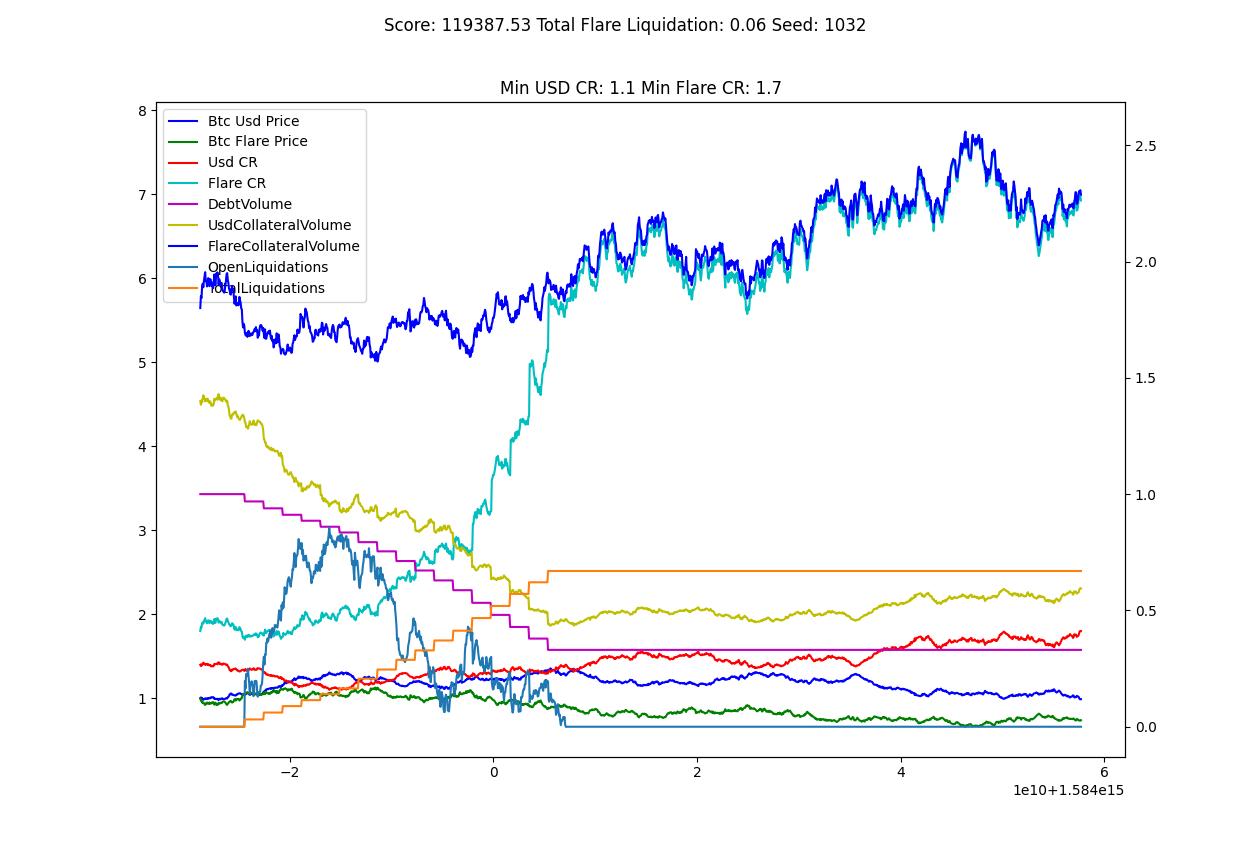 Score: 119387.53 Total Flare Liquidation: 0.06 Seed: 1032
Min USD CR: 1.1 Min Flare CR: 1.7
Btc Usd Price
Btc Flare Price
Usd CR
Flare CR
DebtVolume
UsdCollateralVolume
FlareCollateralVolume
OpenLiquidations
TotalLiquidations
8
7
6
5
4
3
2
1
2.5
2.0
1.5
1.0
0.5
0.0
−2
0
2
4
6
1e10+1.584e15